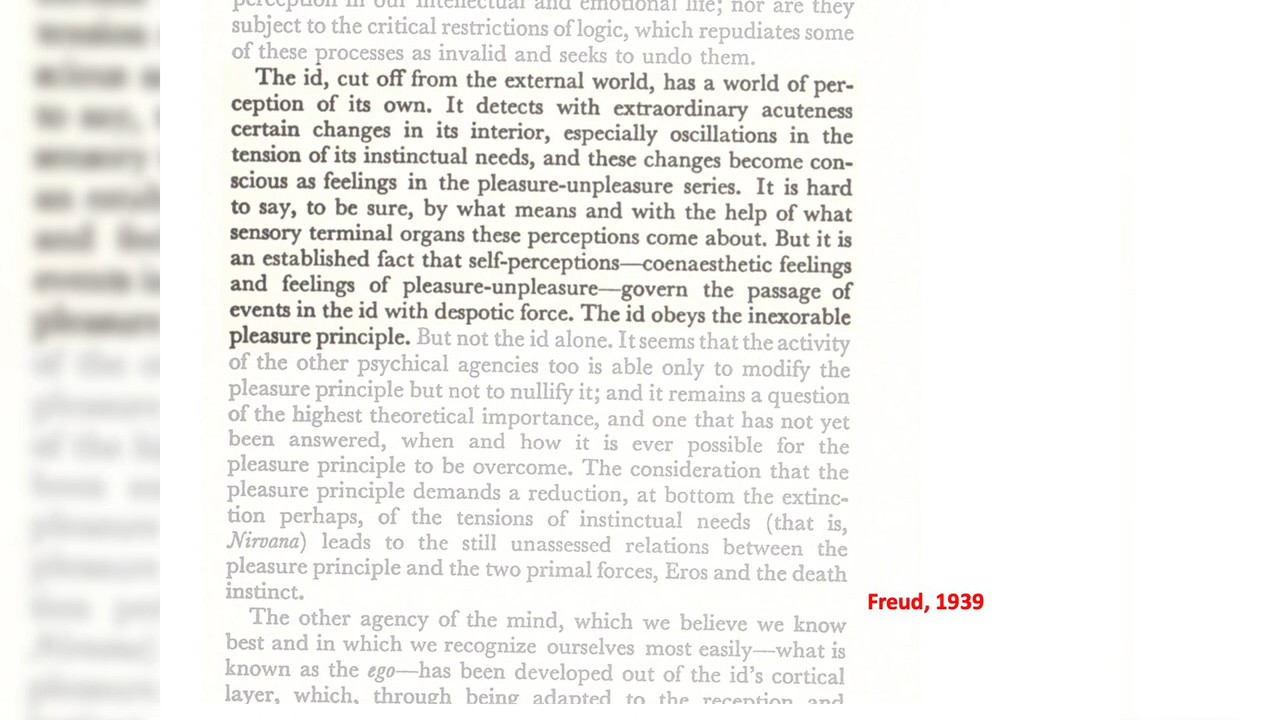 perception in our intellectual and emotional life; nor are they
subject to the critical restrictions of logic, which repudiates some
of these processes as invalid and seeks to undo them.
The id, cut off from the external world, has a world of per-
ception of its own. It detects with extraordinary acuteness
certain changes in its interior, especially oscillations in the
tension of its instinctual needs, and these changes become con-
scious as feelings in the pleasure-unpleasure series. It is hard
to say, to be sure, by what means and with the help of what
sensory terminal organs these perceptions come about. But it is
an established fact that self-perceptions—coenaesthetic feelings
and feelings of pleasure-unpleasure—govern the passage of
events in the id with despotic force. The id obeys the inexorable
pleasure principle. But not the id alone. It seems that the activity
of the other psychical agencies too is able only to modify the
pleasure principle but not to nullify it; and it remains a question
of the highest theoretical importance, and one that has not yet
been answered, when and how it is ever possible for the
pleasure principle to be overcome. The consideration that the
pleasure principle demands a reduction, at bottom the extinc-
tion perhaps, of the tensions of instinctual needs (that is,
Nirvana) leads to the still unassessed relations between the
pleasure principle and the two primal forces, Eros and the death
instinct.
Freud, 1939
The other agency of the mind, which we believe we know
best and in which we recognize ourselves most easily—what is
known as the ego—has been developed out of the id's cortical
layer, which, through being adapted to the reception and